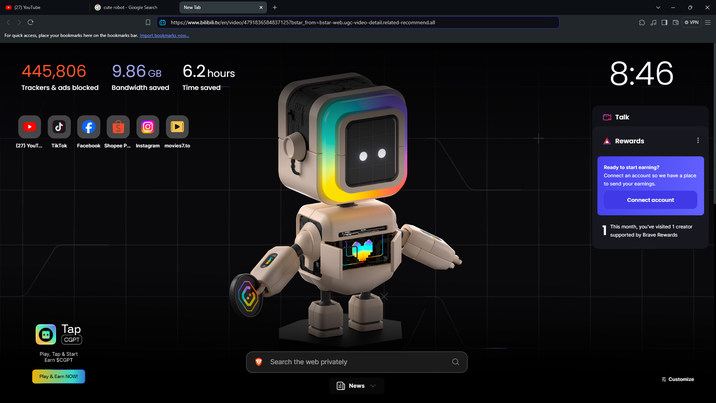 (27) YouTube
cute robot - Google Search
New Tab
https://www.bilibili.tv/en/video/4791836584837125?bstar_from=bstar-web.ugc-video-detail.related-recommend.all
VPN
For quick access, place your bookmarks here on the bookmarks bar. Import bookmarks now...
445,806
Trackers & ads blocked
9.86 GB
Bandwidth saved
6.2 hours
Time saved
8:46
(27) YouT...
TikTok
Facebook
Shopee P...
Instagram
movies7.to
Talk
Rewards
Ready to start earning?
Connect an account so we have a place
to send your earnings.
Connect account
1 This month, you've visited 1 creator
supported by Brave Rewards
Tap
CGPT
Play, Tap & Start
Earn $CGPT
Play & Earn NOW!
Search the web privately
News
Customize